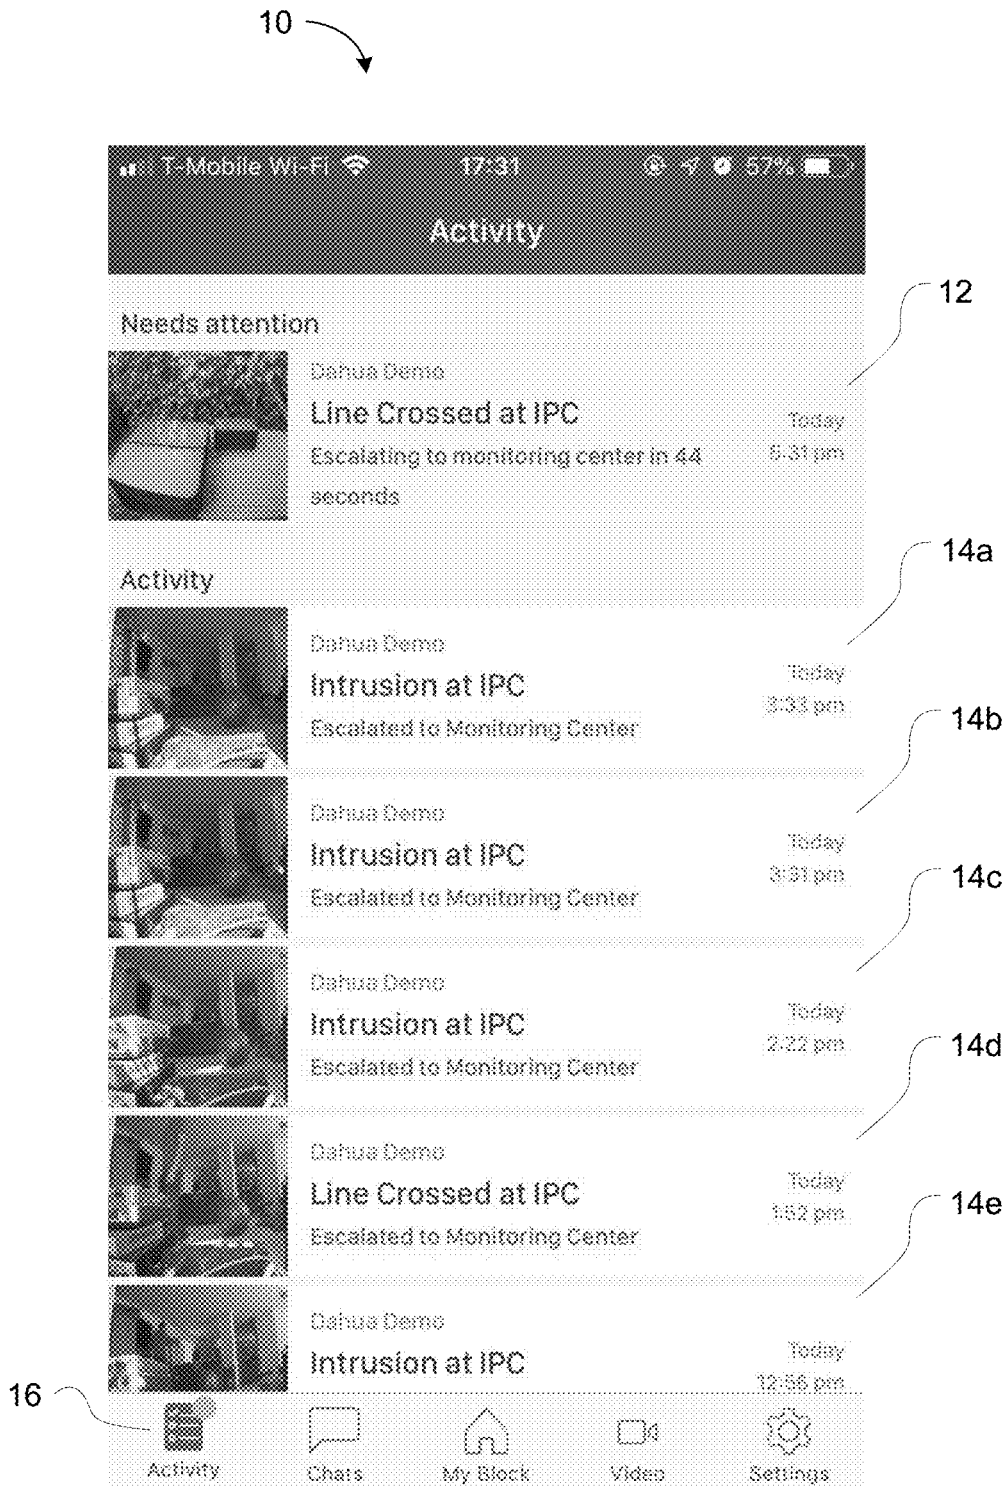 10
T-Mobile Wi-Fi 17:31 57%
Activity
12
Needs attention
Dahua Demo
Line Crossed at IPC
Today
Escalating to monitoring center in 44
5:31 pm
seconds
14a
Activity
Dahua Demo
Intrusion at IPC
Today
3:33 pm
Escalated to Monitoring Center
14b
Dahua Demo
Intrusion at IPC
Today
3:31 pm
Escalated to Monitoring Center
14c
Dahua Demo
Intrusion at IPC
Today
2:22 pm
Escalated to Monitoring Center
14d
Dahua Demo
Line Crossed at IPC
Today
1:52 pm
Escalated to Monitoring Center
14e
Dahua Demo
Intrusion at IPC
Today
12:56 pm
16
Activity Chats My Block Video Settings